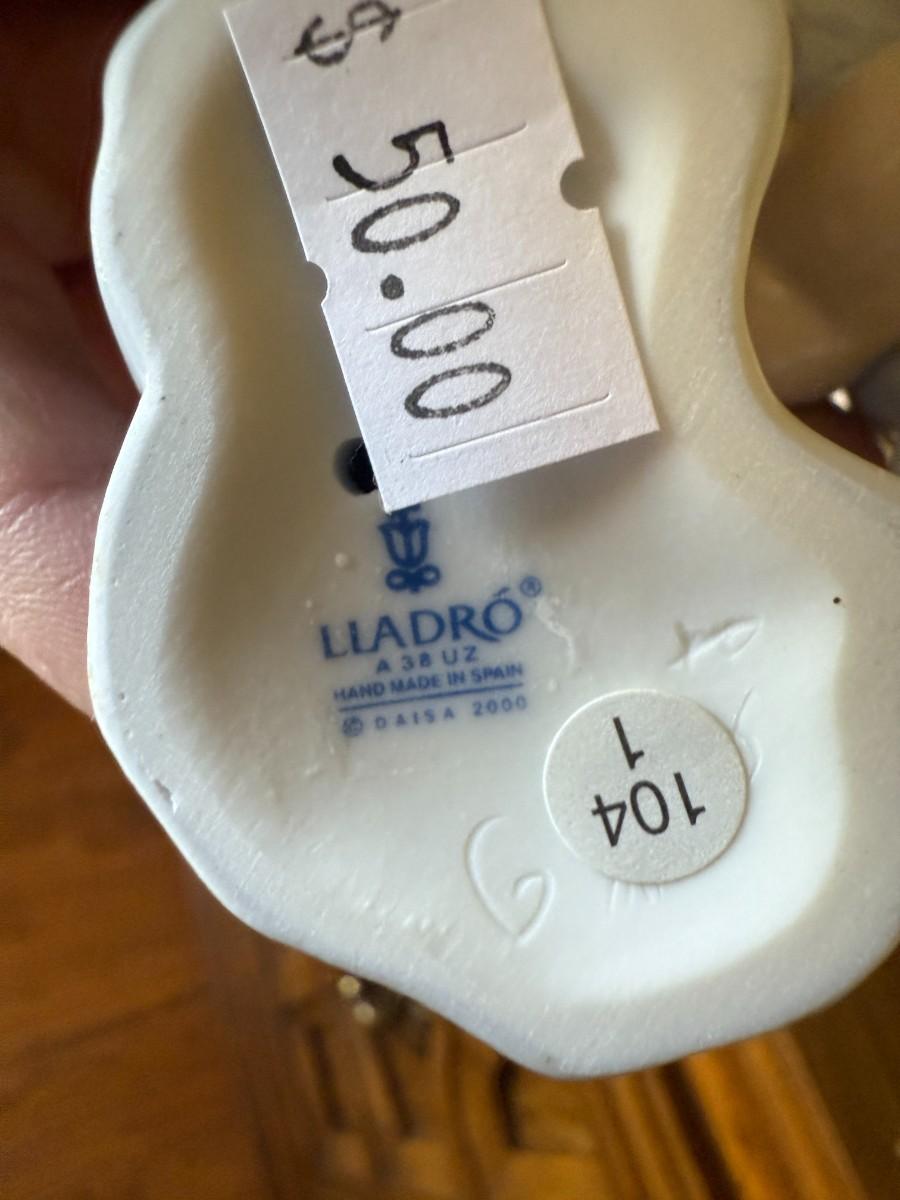 $ 50.00
LLADRÓ®
A 38 UZ
HAND MADE IN SPAIN
© DAISA 2000
104
1
G